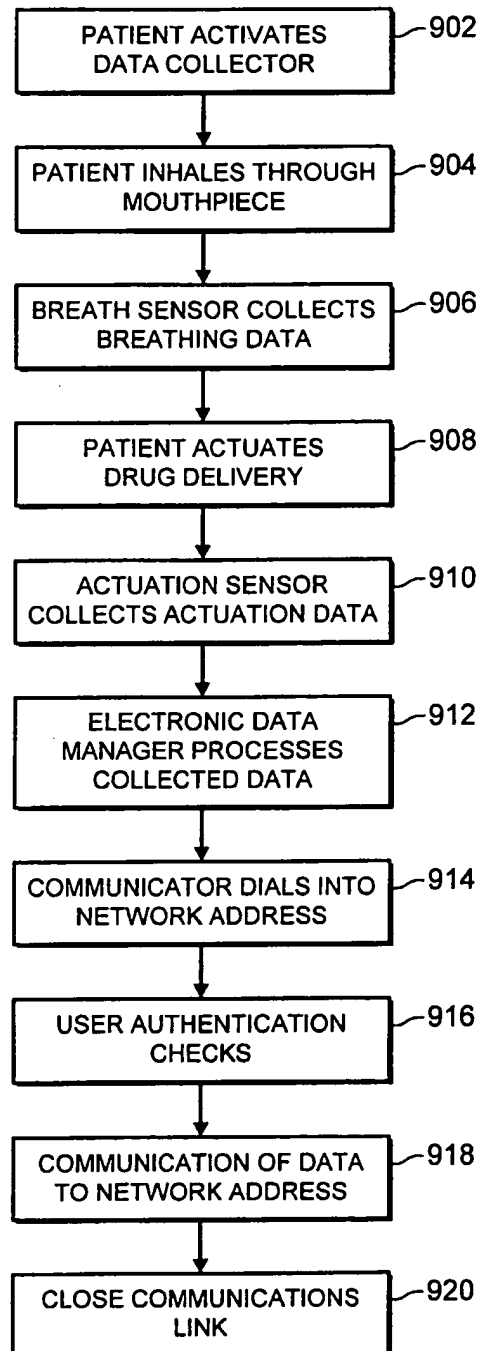 PATIENT ACTIVATES
DATA COLLECTOR
902
PATIENT INHALES THROUGH
MOUTHPIECE
904
BREATH SENSOR COLLECTS
BREATHING DATA
906
PATIENT ACTUATES
DRUG DELIVERY
908
ACTUATION SENSOR
COLLECTS ACTUATION DATA
910
ELECTRONIC DATA
MANAGER PROCESSES
COLLECTED DATA
912
COMMUNICATOR DIALS INTO
NETWORK ADDRESS
914
USER AUTHENTICATION
CHECKS
916
COMMUNICATION OF DATA
TO NETWORK ADDRESS
918
CLOSE COMMUNICATIONS
LINK
920